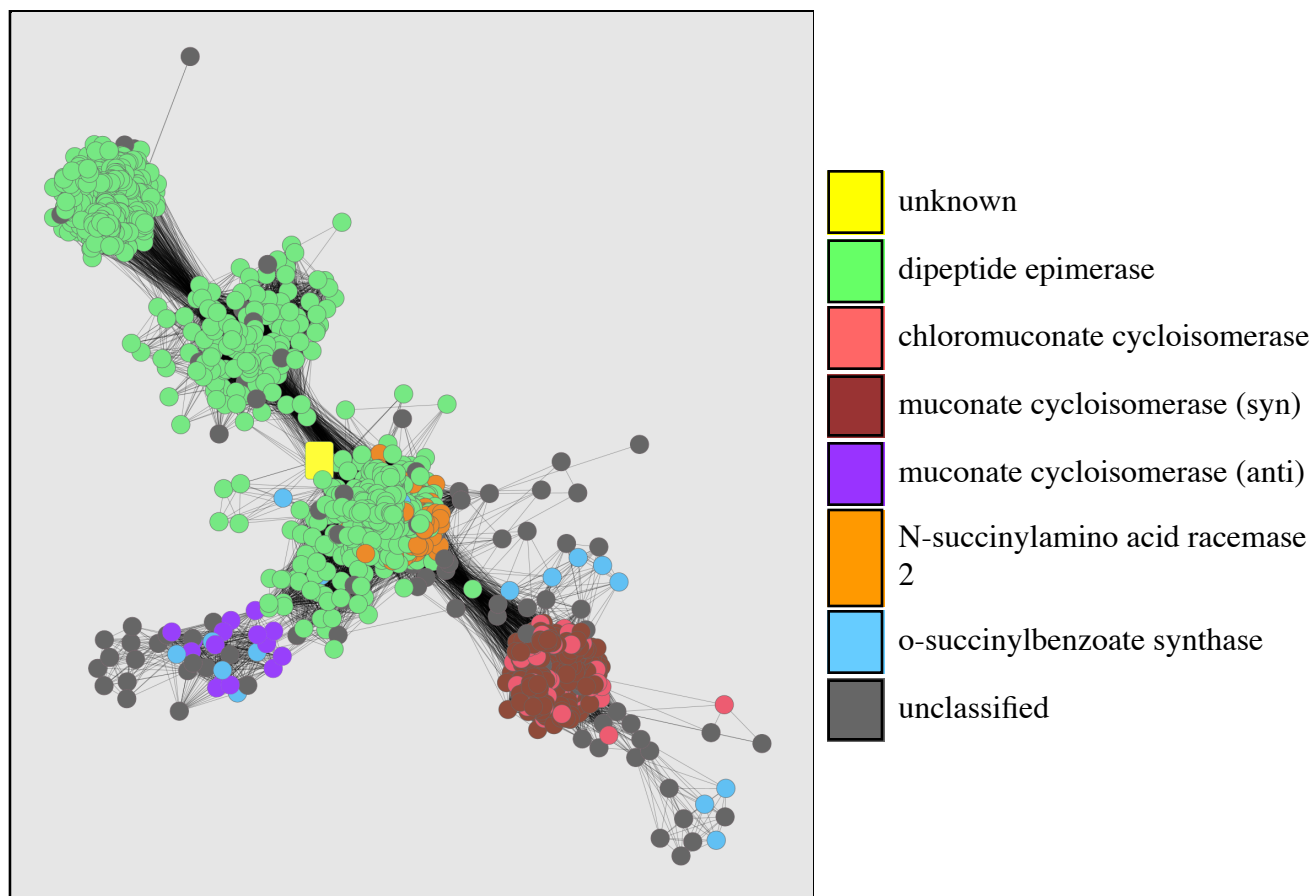 unknown
dipeptide epimerase
chloromuconate cycloisomerase
muconate cycloisomerase (syn)
muconate cycloisomerase (anti)
N-succinylamino acid racemase
2
o-succinylbenzoate synthase
unclassified